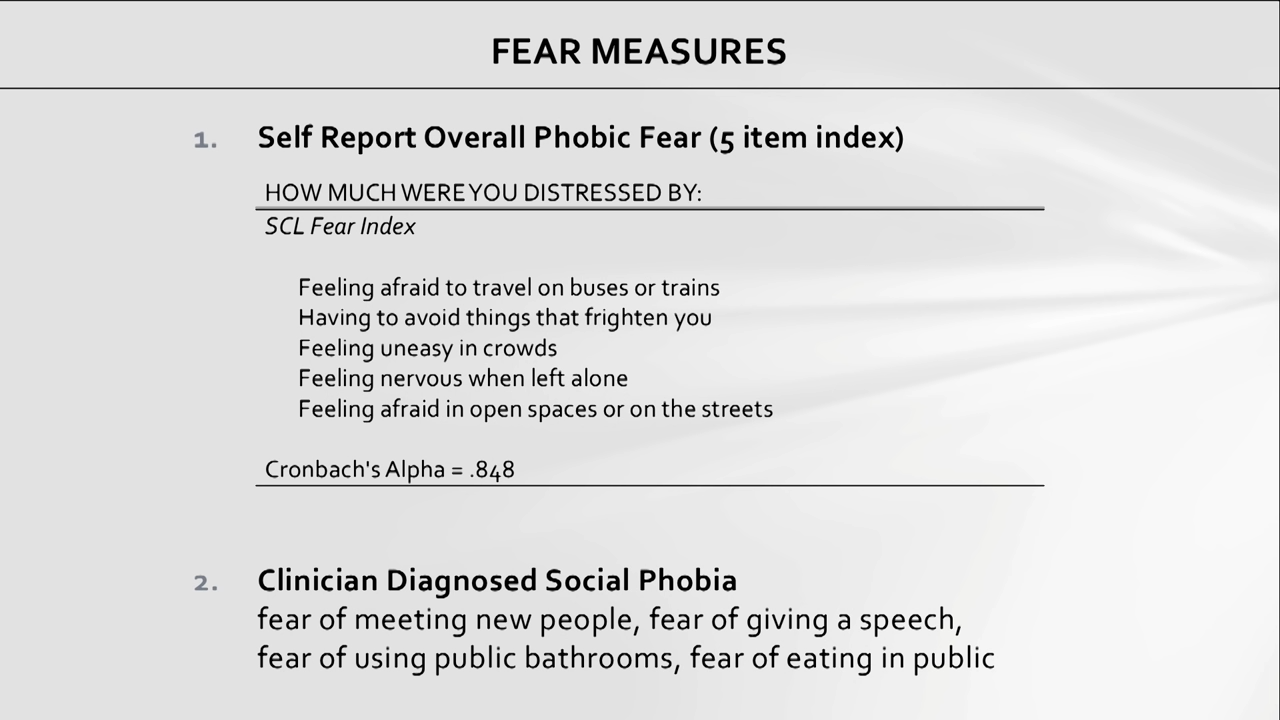 FEAR MEASURES
1. Self Report Overall Phobic Fear (5 item index)
HOW MUCH WERE YOU DISTRESSED BY:
SCL Fear Index
Feeling afraid to travel on buses or trains
Having to avoid things that frighten you
Feeling uneasy in crowds
Feeling nervous when left alone
Feeling afraid in open spaces or on the streets
Cronbach's Alpha = .848
2. Clinician Diagnosed Social Phobia
fear of meeting new people, fear of giving a speech,
fear of using public bathrooms, fear of eating in public